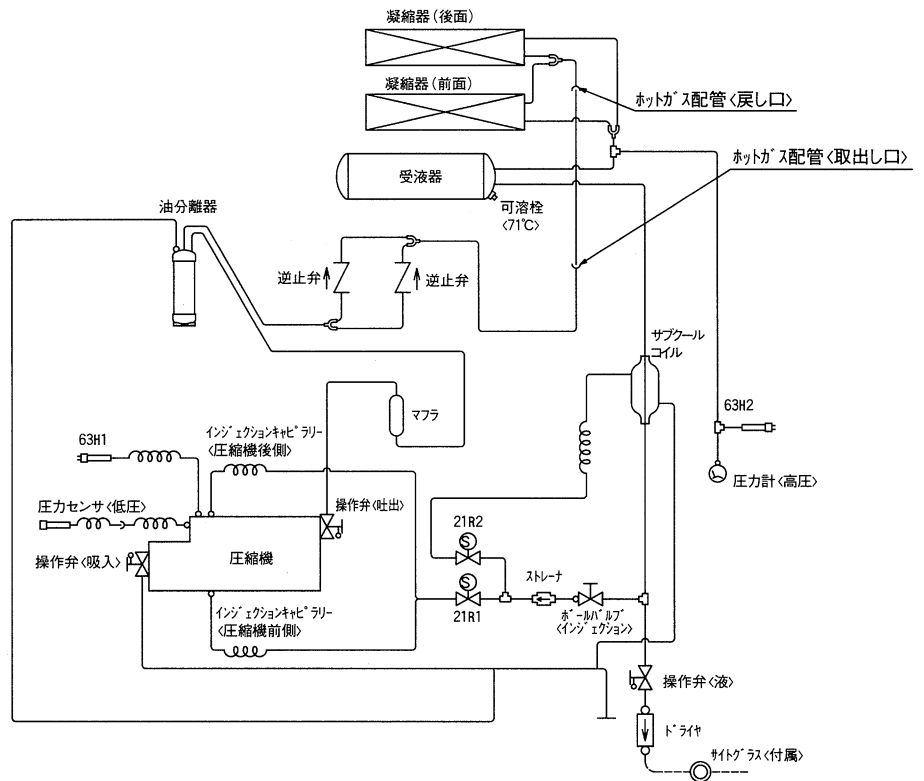 凝縮器(後面)
凝縮器(前面)
ホットガス配管<戻し口>
ホットガス配管<取出し口>
受液器
可溶栓
<71℃>
油分離器
逆止弁
逆止弁
サブクール
コイル
マフラ
63H2
63H1
インジェクションキャピラリー
<圧縮機後側>
圧力計<高圧>
圧力センサ<低圧>
操作弁<吐出>
21R2
操作弁<吸入>
圧縮機
ストレーナ
21R1
ボールバルブ
<インジェクション>
インジェクションキャピラリー
<圧縮機前側>
操作弁<液>
ドライヤ
サイトグラス<付属>